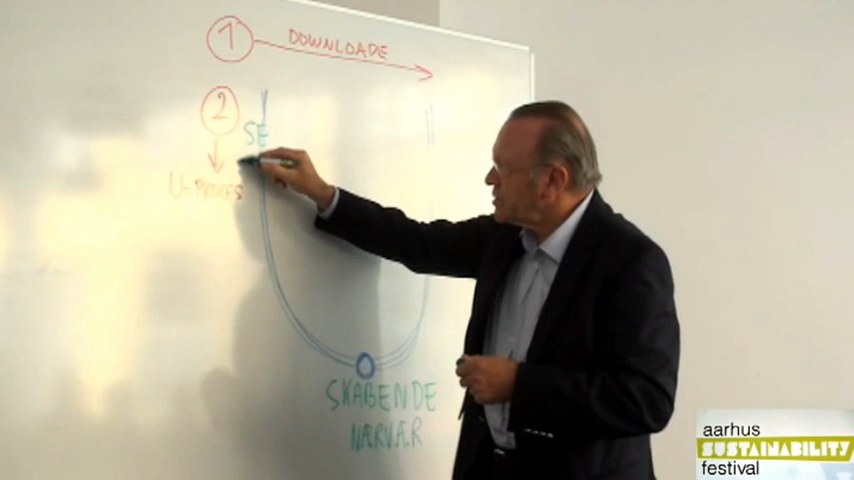 1 DOWNLOADE
2
SE
U-PROCES
SKABENDE
NÆRVÆR
aarhus
SUSTAINABILITY
festival